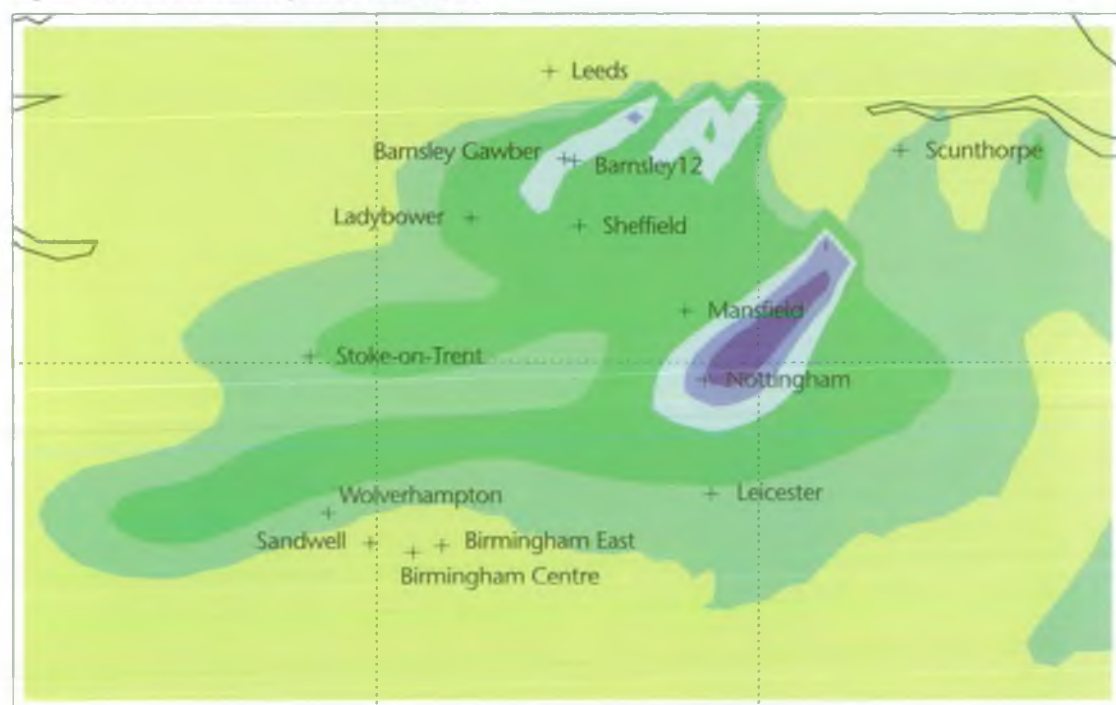 Leeds
Barnsley Gawber
Barnsley12
Scunthorpe
Ladybower
Sheffield
Mansfield
Stoke-on-Trent
Nottingham
Wolverhampton
Leicester
Sandwell
Birmingham East
Birmingham Centre